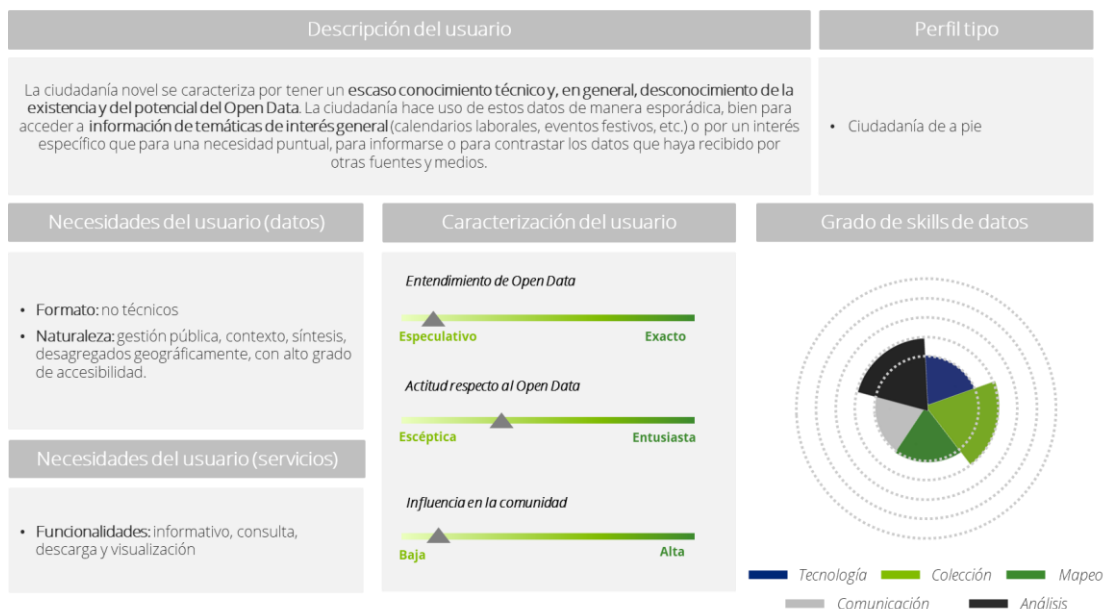 Descripción del usuario
Perfil tipo
La ciudadanía novel se caracteriza por tener un escaso conocimiento técnico y, en general, desconocimiento de la
existencia y del potencial del Open Data. La ciudadanía hace uso de estos datos de manera esporádica, bien para
acceder a información de temáticas de interés general (calendarios laborales, eventos festivos, etc.) o por un interés
específico que para una necesidad puntual, para informarse o para contrastar los datos que haya recibido por
otras fuentes y medios.
• Ciudadanía de a pie
Necesidades del usuario (datos)
• Formato: no técnicos
• Naturaleza: gestión pública, contexto, síntesis,
desagregados geográficamente, con alto grado
de accesibilidad.
Necesidades del usuario (servicios)
• Funcionalidades: informativo, consulta,
descarga y visualización
Caracterización del usuario
Entendimiento de Open Data
Especulativo Exacto
Actitud respecto al Open Data
Escéptica Entusiasta
Influencia en la comunidad
Baja Alta
Grado de skills de datos
Tecnología Colección Mapeo
Comunicación Análisis